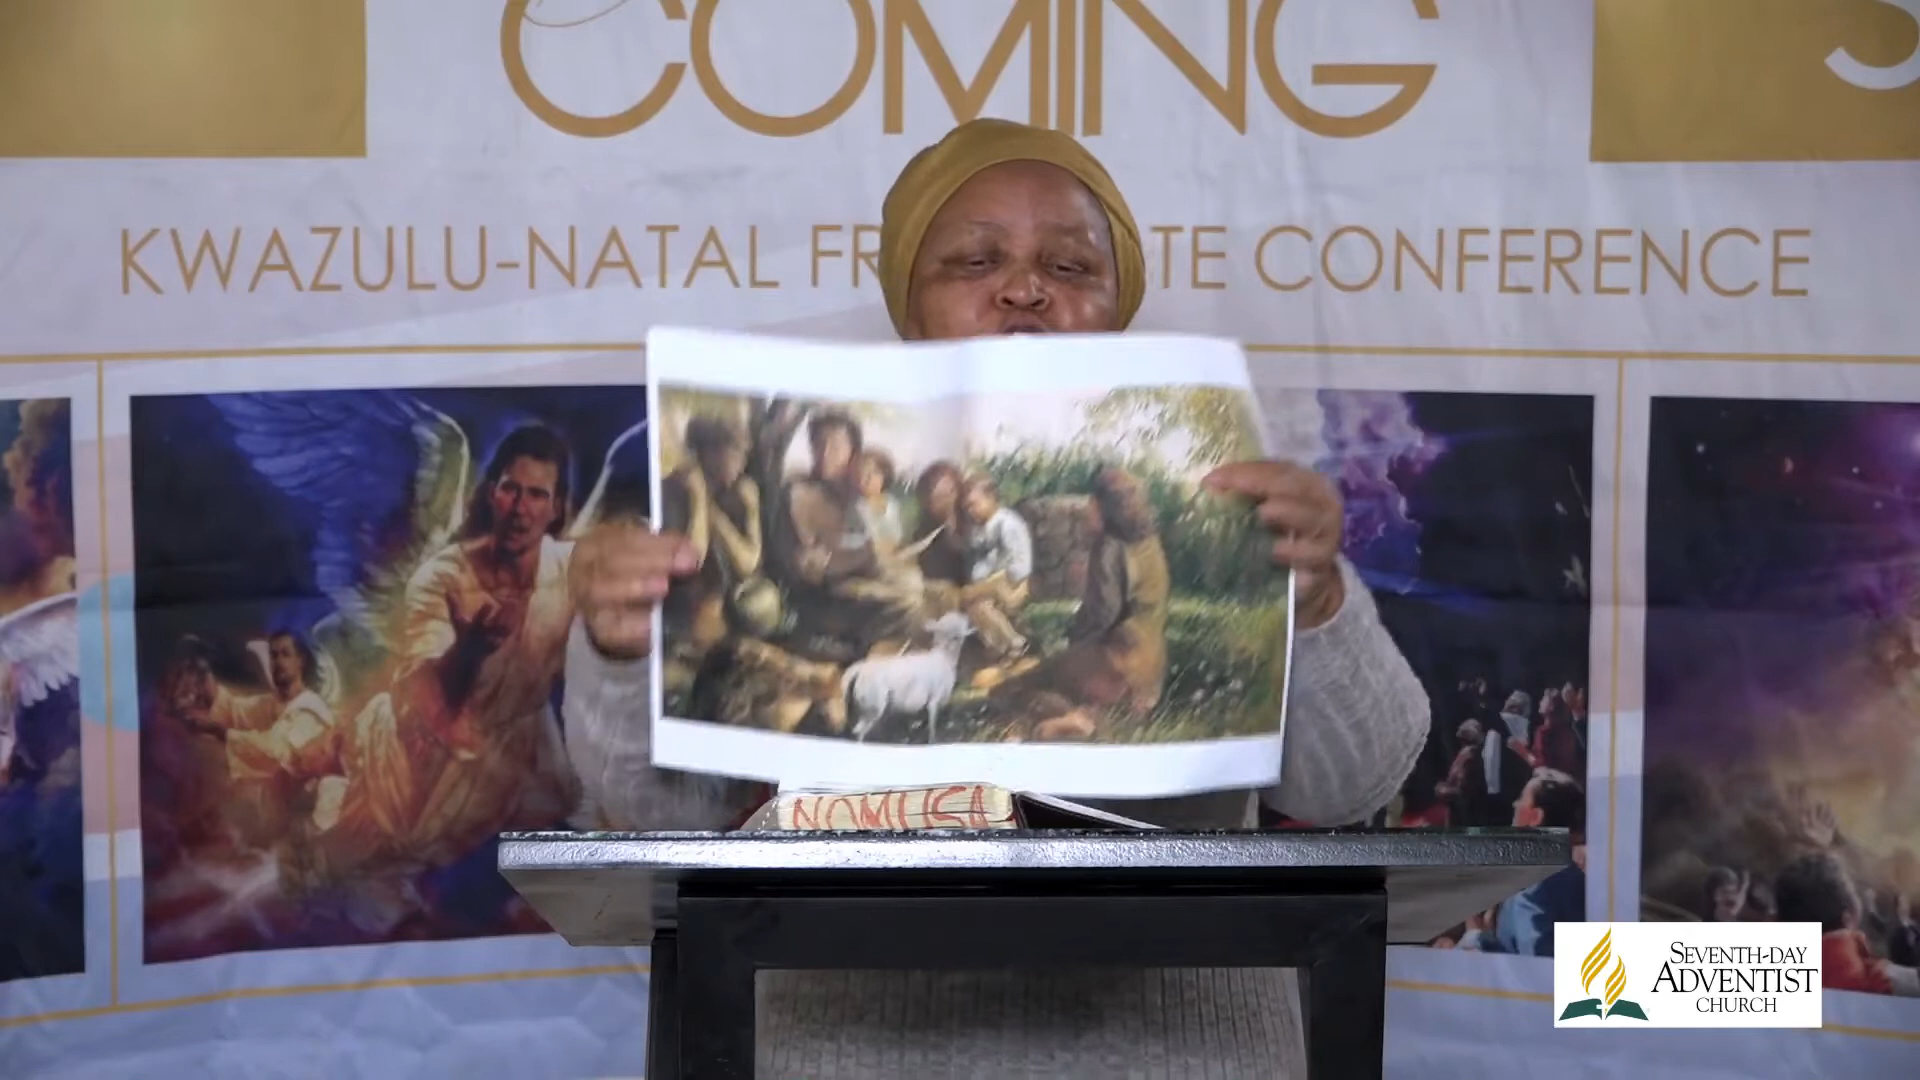 COMING
S
KWAZULU-NATAL FR TE CONFERENCE
NOMUSA
SEVENTH-DAY
ADVENTIST
CHURCH